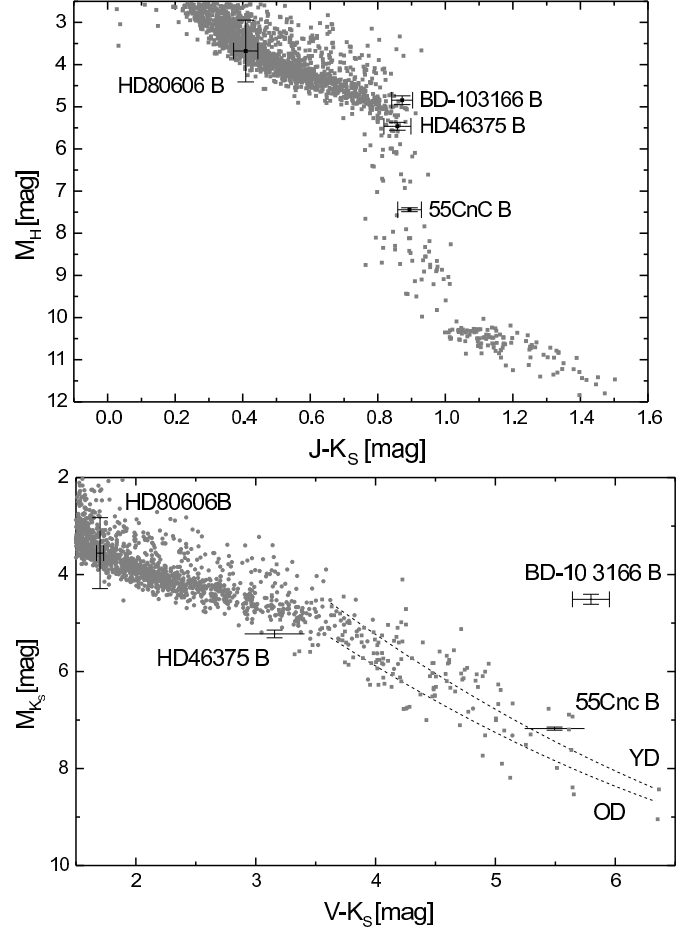 3
4
5
6
7
8
9
10
11
12
M_H [mag]
HD80606 B
BD-103166 B
HD46375 B
55CnC B
0.0 0.2 0.4 0.6 0.8 1.0 1.2 1.4 1.6
J-K_S [mag]
2
4
6
8
10
M_{K_S} [mag]
HD80606B
BD-10 3166 B
HD46375 B
55Cnc B
YD
OD
2 3 4 5 6
V-K_S [mag]